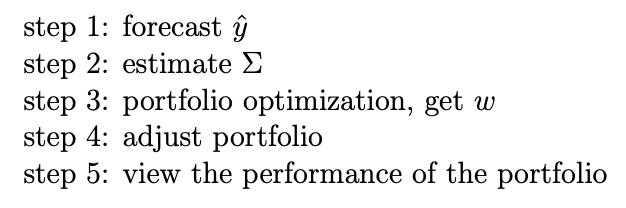 step 1: forecast ŷ
step 2: estimate Σ
step 3: portfolio optimization, get w
step 4: adjust portfolio
step 5: view the performance of the portfolio